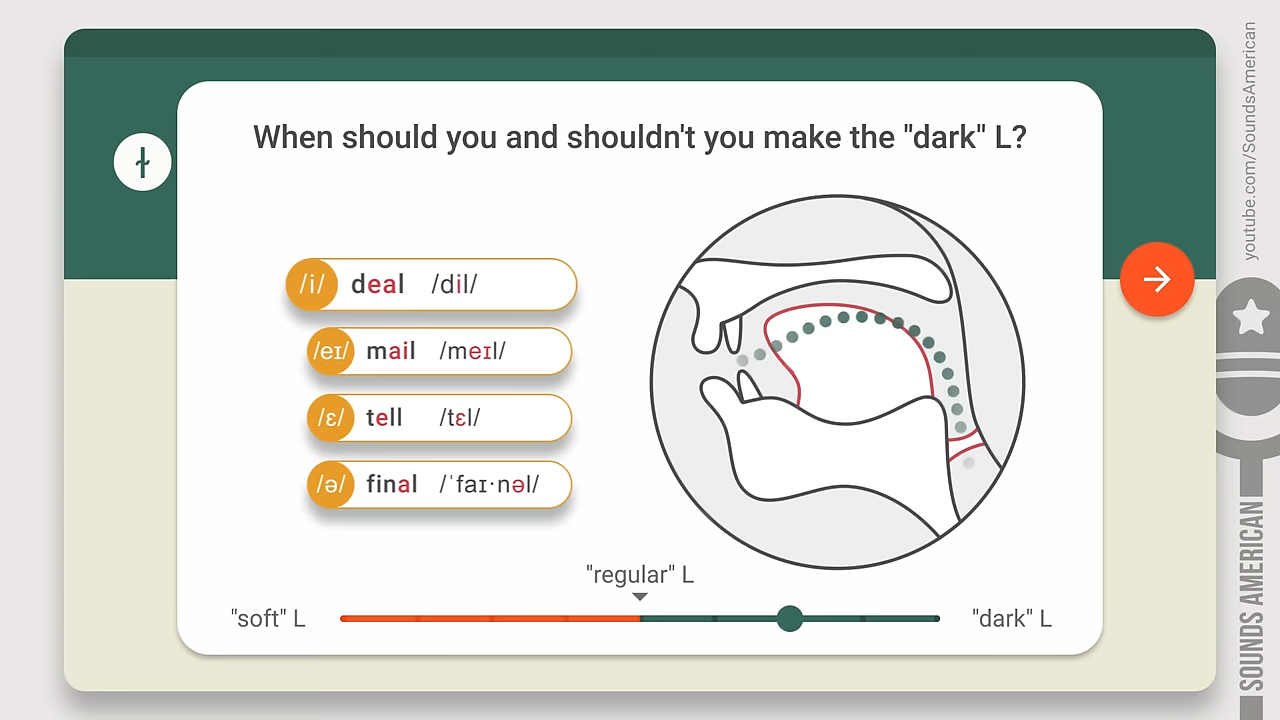 When should you and shouldn't you make the "dark" L?
ɫ
/i/ deal /dil/
/eɪ/ mail /meɪl/
/ɛ/ tell /tɛl/
/ə/ final /ˈfaɪ·nəl/
"regular" L
"soft" L
"dark" L
youtube.com/SoundsAmerican
SOUNDS AMERICAN